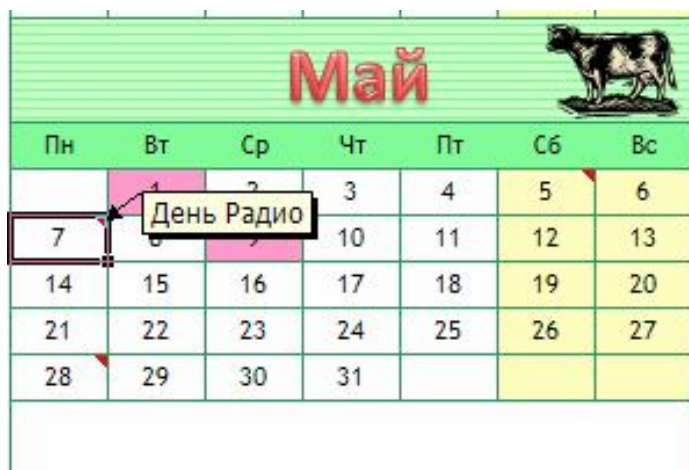 Май
Пн Вт Ср Чт Пт Сб Вс
1 2 3 4 5 6
День Радио
7 8 9 10 11 12 13
14 15 16 17 18 19 20
21 22 23 24 25 26 27
28 29 30 31